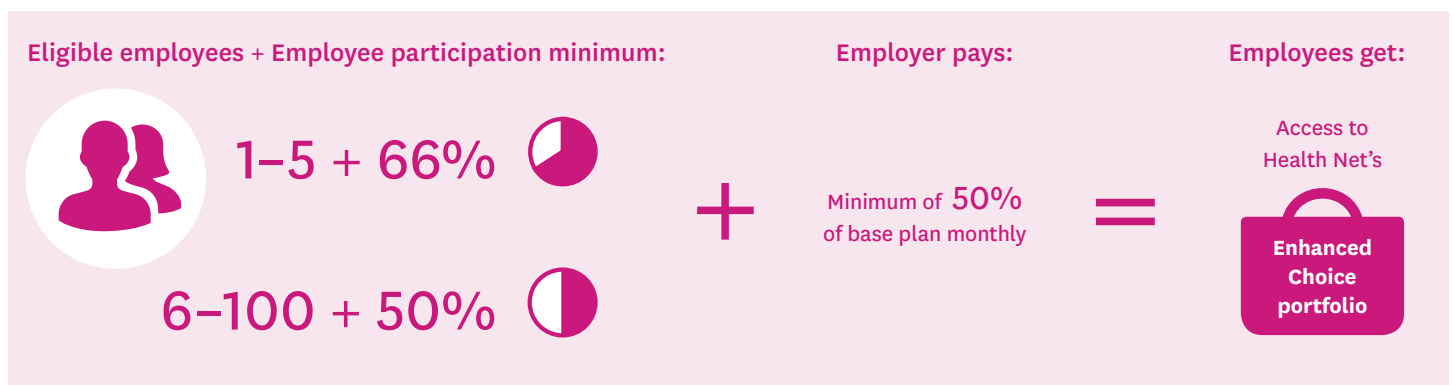 Eligible employees + Employee participation minimum:
1–5 + 66%
6–100 + 50%
+
Employer pays:
Minimum of 50%
of base plan monthly
=
Employees get:
Access to
Health Net’s
Enhanced
Choice
portfolio